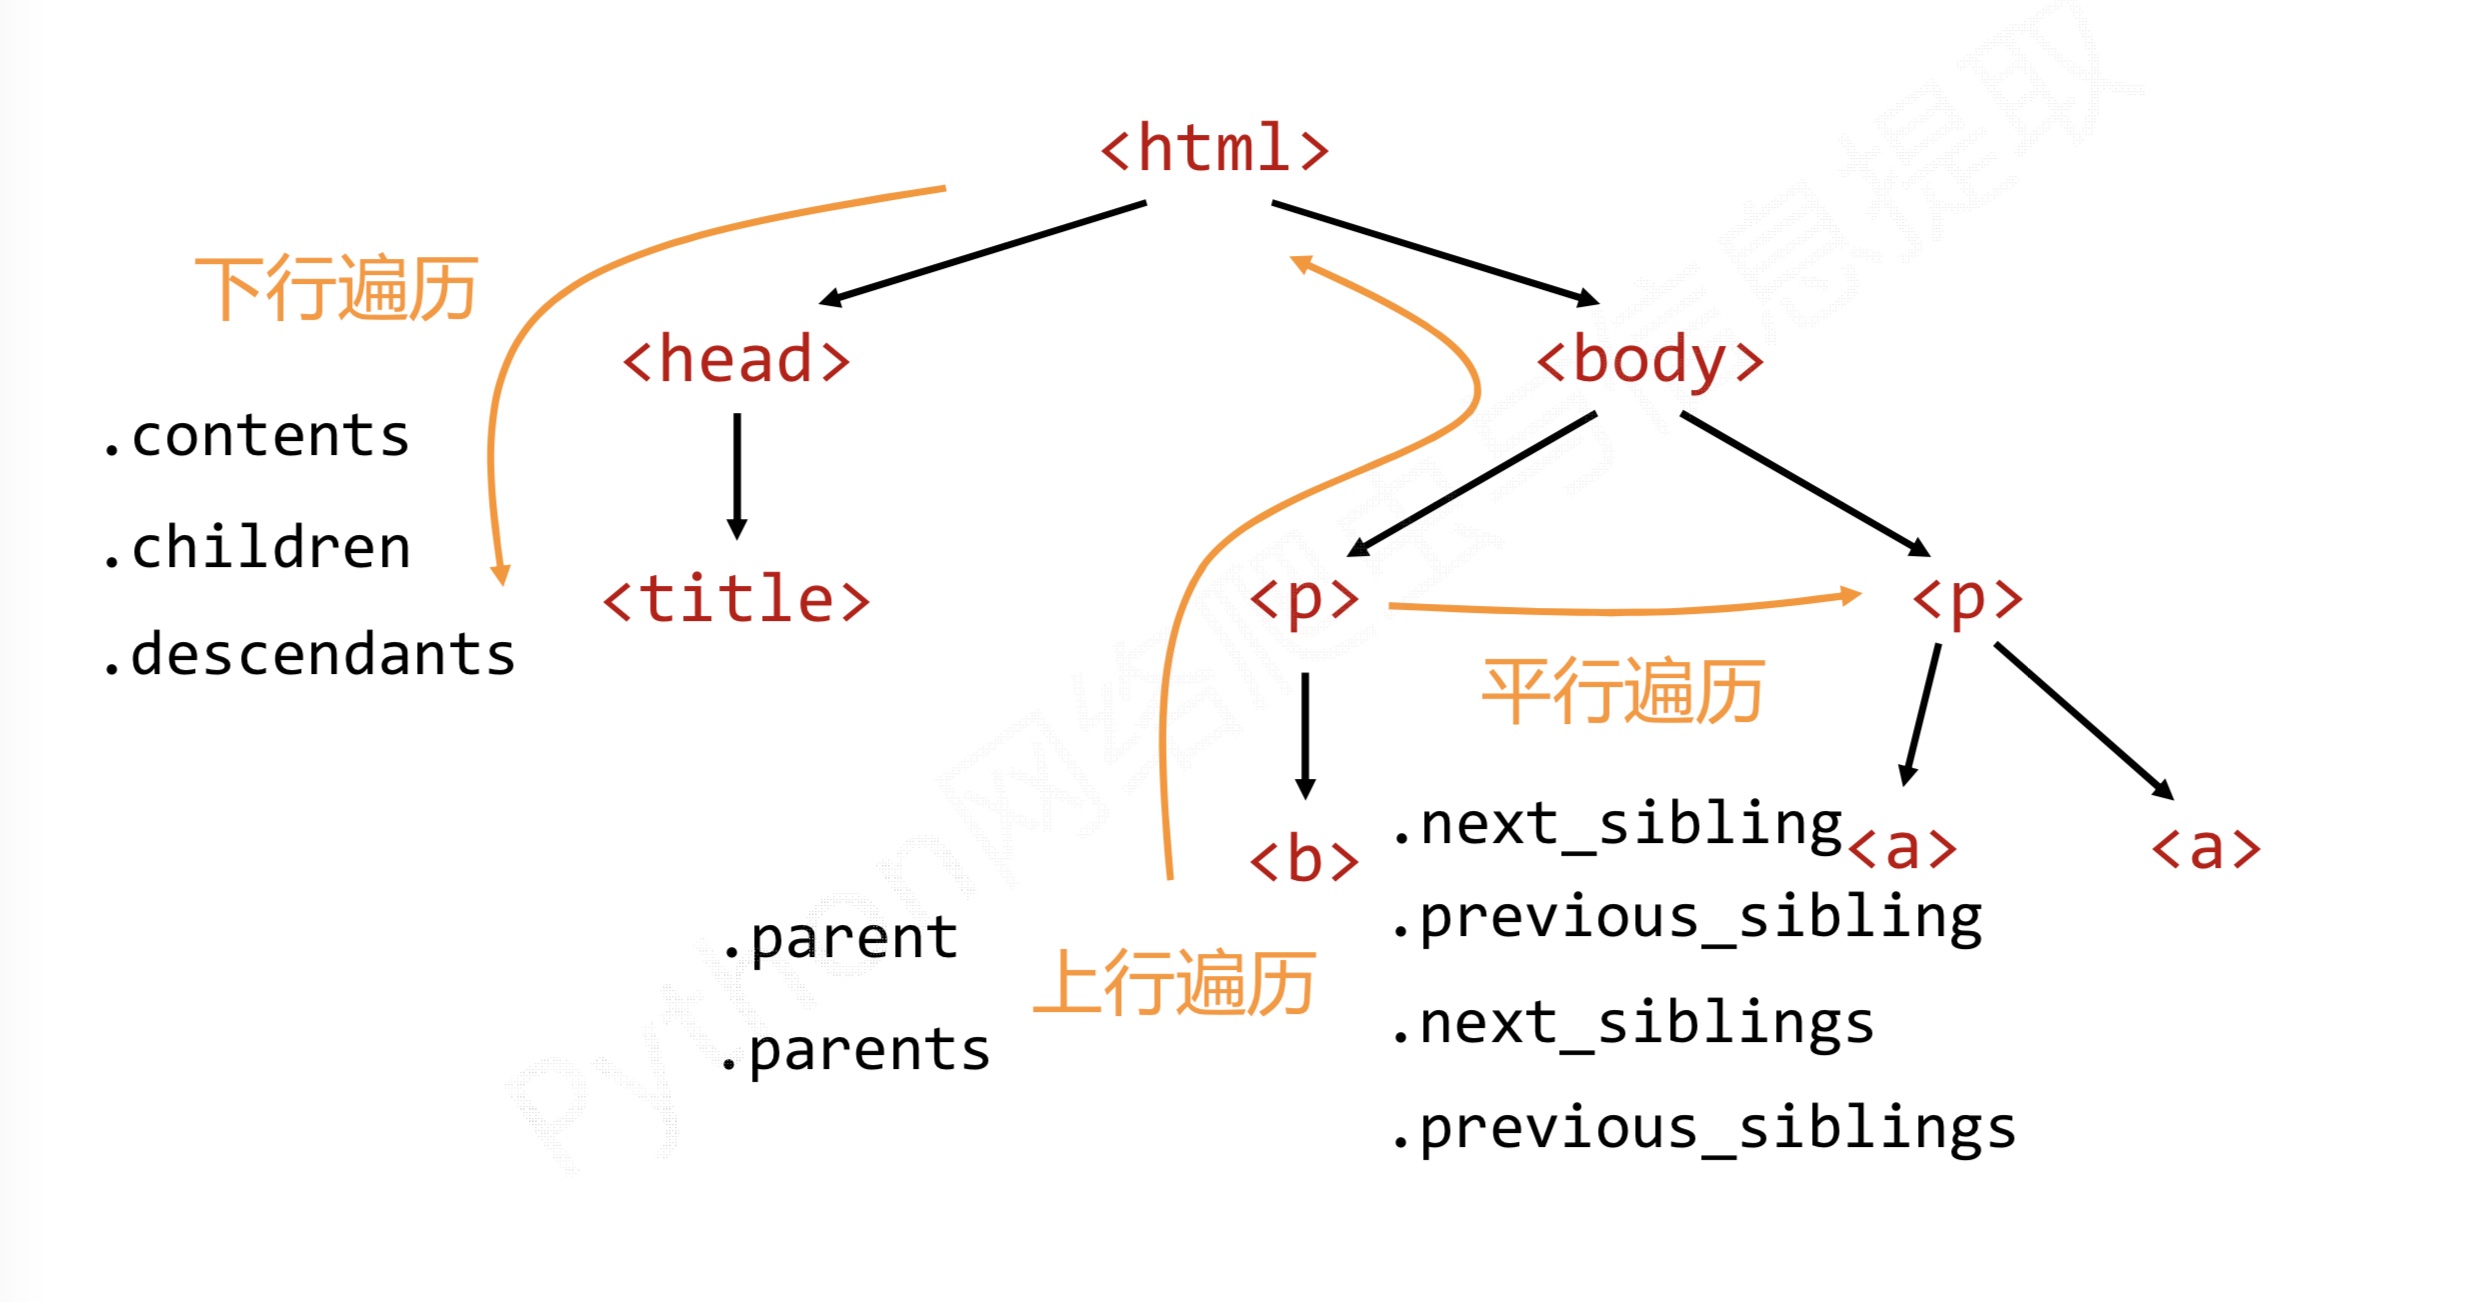 <html>
下行遍历
<head>
<body>
.contents
.children
.descendants
<title>
<p>
<p>
平行遍历
<b>
.next_sibling
<a>
<a>
.previous_sibling
.next_siblings
.previous_siblings
.parent
.parents
上行遍历
Python网络爬虫与信息提取